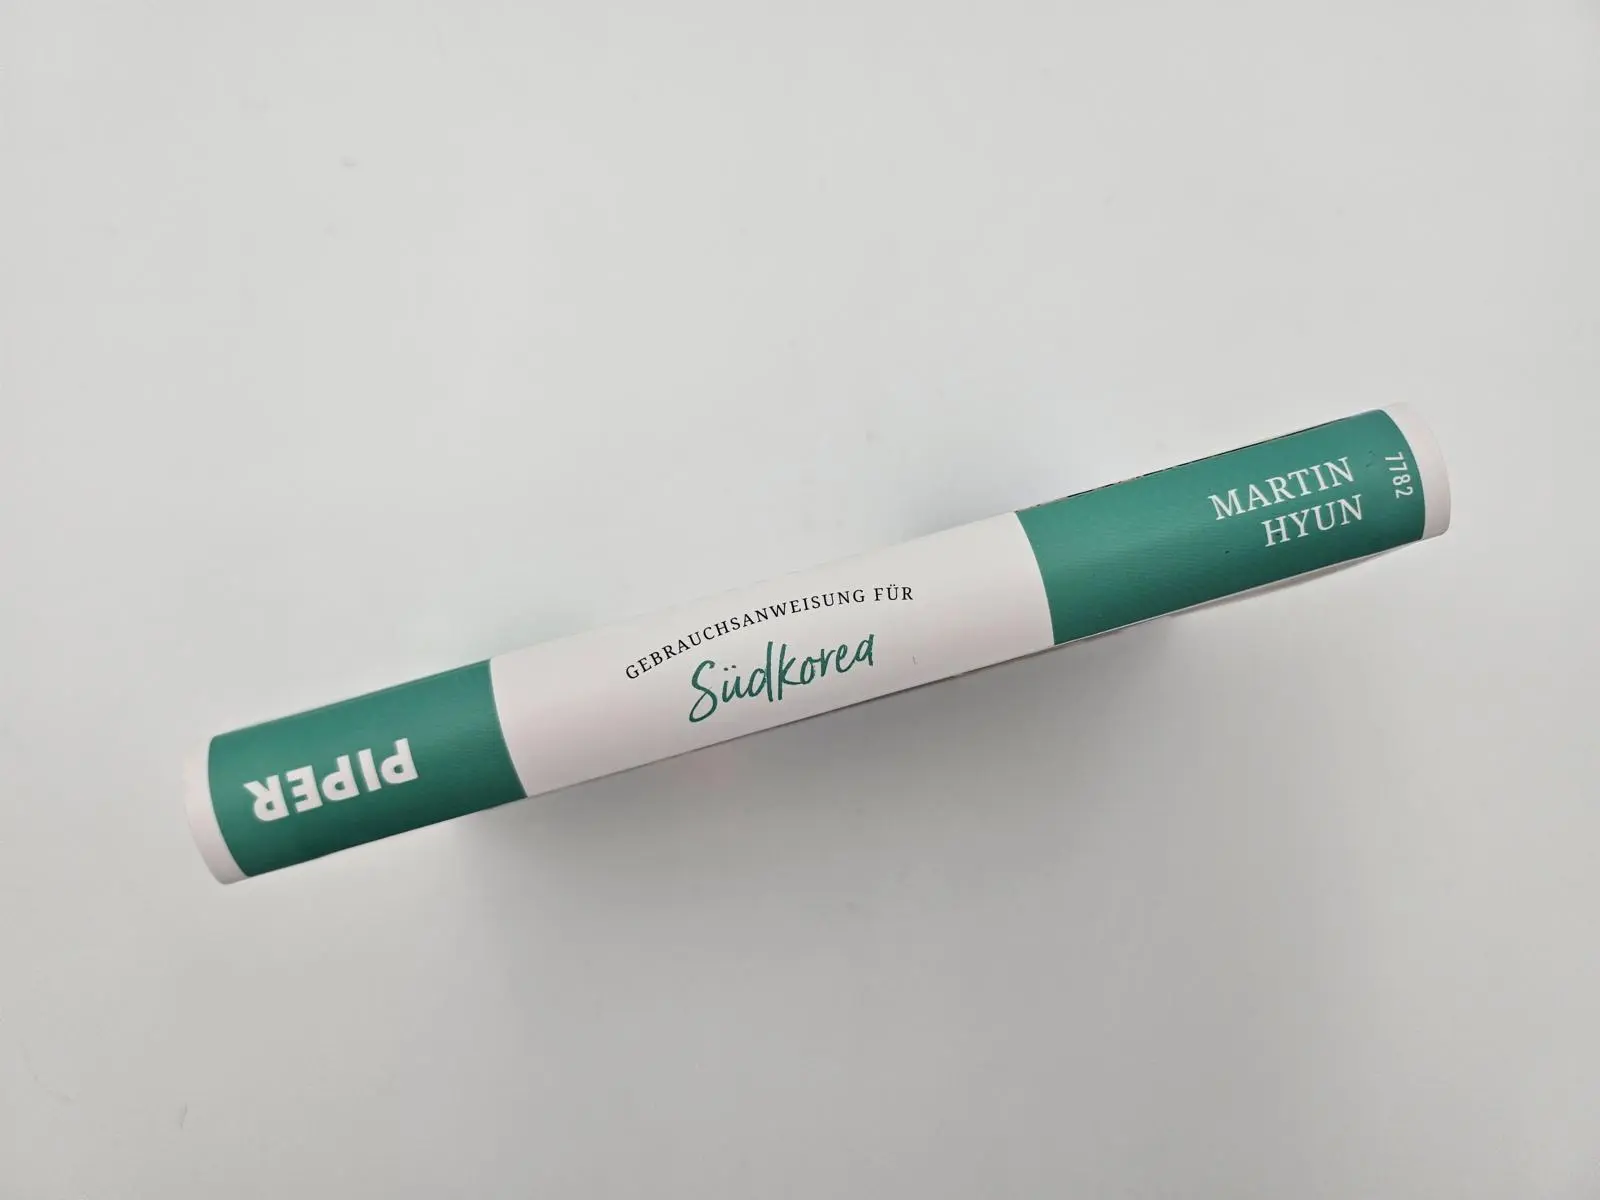 PIPER
GEBRAUCHSANWEISUNG FÜR
Südkorea
MARTIN
HYUN
7782